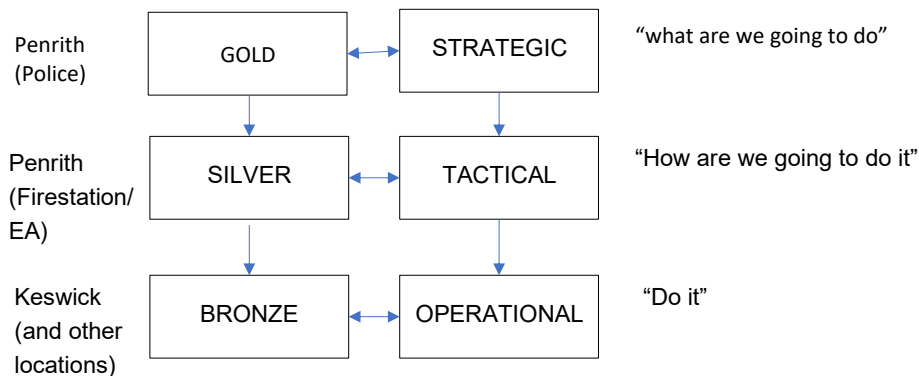 Penrith
(Police)
GOLD
STRATEGIC
“what are we going to do”
Penrith
(Firestation/
EA)
SILVER
TACTICAL
“How are we going to do it”
Keswick
(and other
locations)
BRONZE
OPERATIONAL
“Do it”